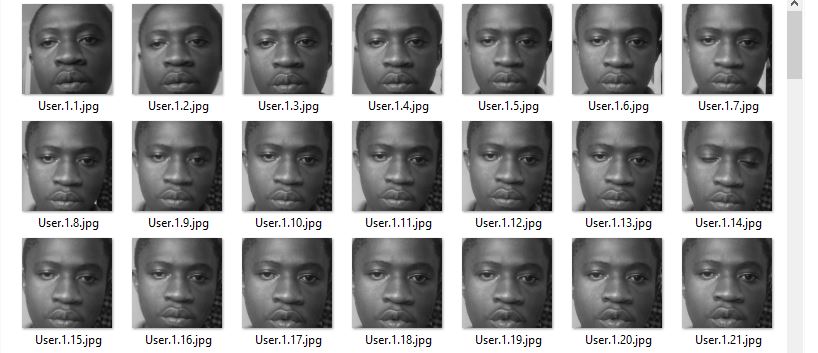 User.1.1.jpg User.1.2.jpg User.1.3.jpg User.1.4.jpg User.1.5.jpg User.1.6.jpg User.1.7.jpg
User.1.8.jpg User.1.9.jpg User.1.10.jpg User.1.11.jpg User.1.12.jpg User.1.13.jpg User.1.14.jpg
User.1.15.jpg User.1.16.jpg User.1.17.jpg User.1.18.jpg User.1.19.jpg User.1.20.jpg User.1.21.jpg